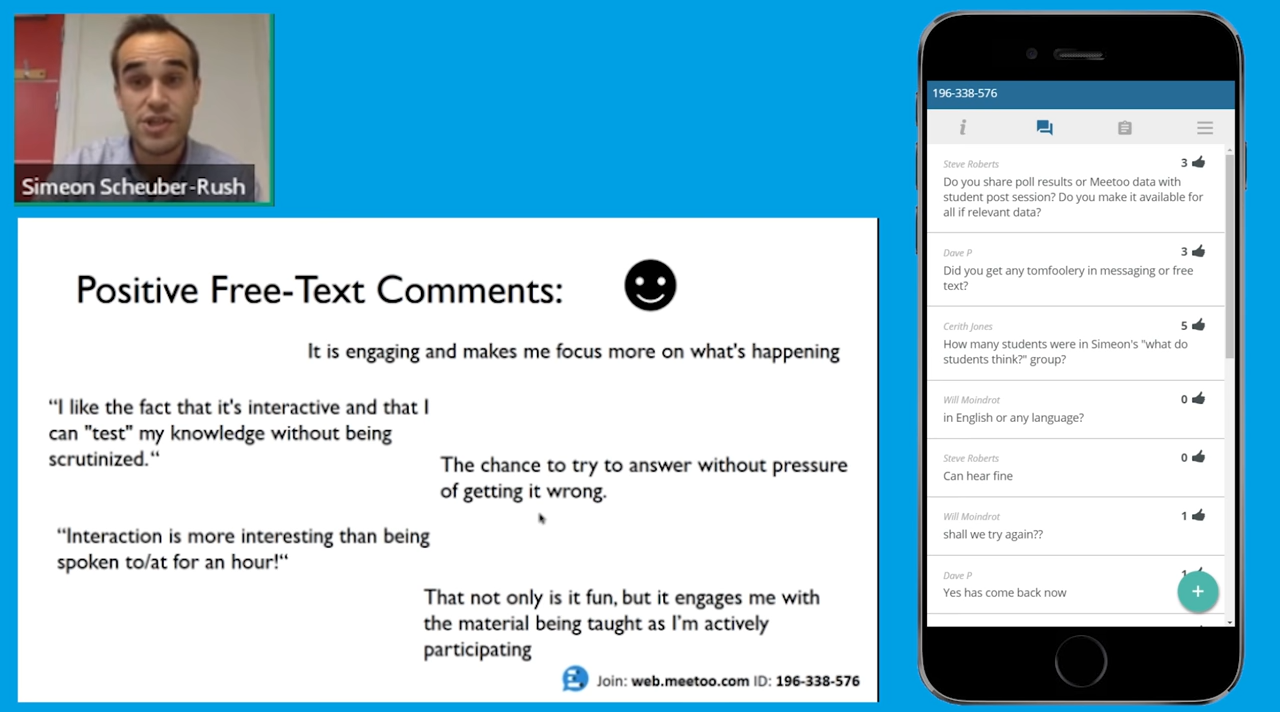 Simeon Scheuber-Rush
Positive Free-Text Comments:
It is engaging and makes me focus more on what's happening
“I like the fact that it's interactive and that I
can "test" my knowledge without being
scrutinized.“
The chance to try to answer without pressure
of getting it wrong.
“Interaction is more interesting than being
spoken to/at for an hour!“
That not only is it fun, but it engages me with
the material being taught as I'm actively
participating
Join: web.meetoo.com ID: 196-338-576
196-338-576
Steve Roberts
3
Do you share poll results or Meetoo data with
student post session? Do you make it available for
all if relevant data?
Dave P
3
Did you get any tomfoolery in messaging or free
text?
Cerith Jones
5
How many students were in Simeon's "what do
students think?" group?
Will Moindrot
0
in English or any language?
Steve Roberts
0
Can hear fine
Will Moindrot
1
shall we try again??
Dave P
Yes has come back now
+